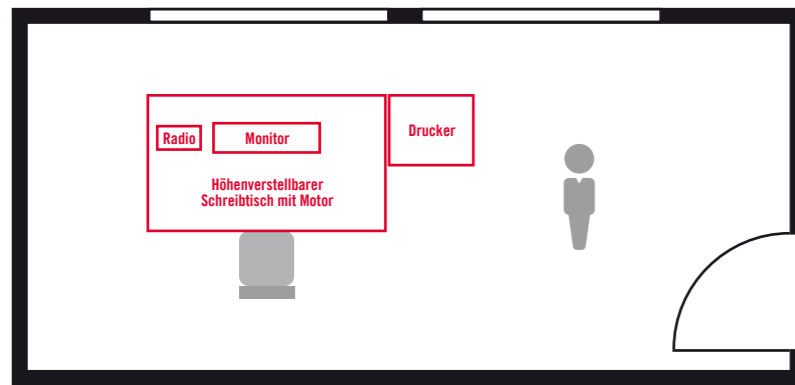 Radio
Monitor
Drucker
Höhenverstellbarer
Schreibtisch mit Motor